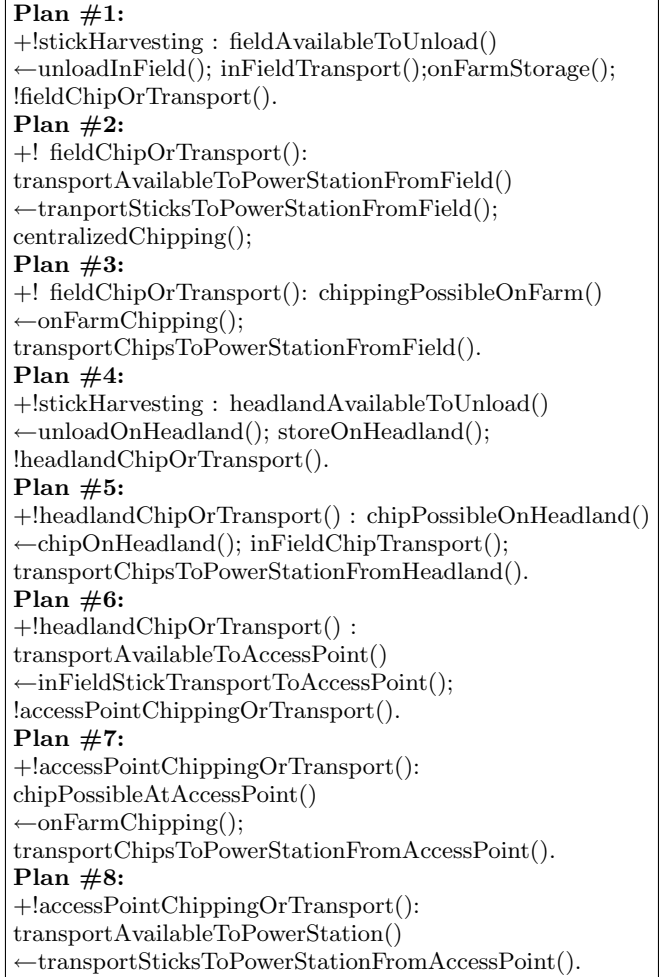 Plan #1:
+!stickHarvesting : fieldAvailableToUnload()
←unloadInField(); inFieldTransport();onFarmStorage();
!fieldChipOrTransport().
Plan #2:
+! fieldChipOrTransport():
transportAvailableToPowerStationFromField()
←tranportSticksToPowerStationFromField();
centralizedChipping();
Plan #3:
+! fieldChipOrTransport(): chippingPossibleOnFarm()
←onFarmChipping();
transportChipsToPowerStationFromField().
Plan #4:
+!stickHarvesting : headlandAvailableToUnload()
←unloadOnHeadland(); storeOnHeadland();
!headlandChipOrTransport().
Plan #5:
+!headlandChipOrTransport() : chipPossibleOnHeadland()
←chipOnHeadland(); inFieldChipTransport();
transportChipsToPowerStationFromHeadland().
Plan #6:
+!headlandChipOrTransport() :
transportAvailableToAccessPoint()
←inFieldStickTransportToAccessPoint();
!accessPointChippingOrTransport().
Plan #7:
+!accessPointChippingOrTransport():
chipPossibleAtAccessPoint()
←onFarmChipping();
transportChipsToPowerStationFromAccessPoint().
Plan #8:
+!accessPointChippingOrTransport():
transportAvailableToPowerStation()
←transportSticksToPowerStationFromAccessPoint().